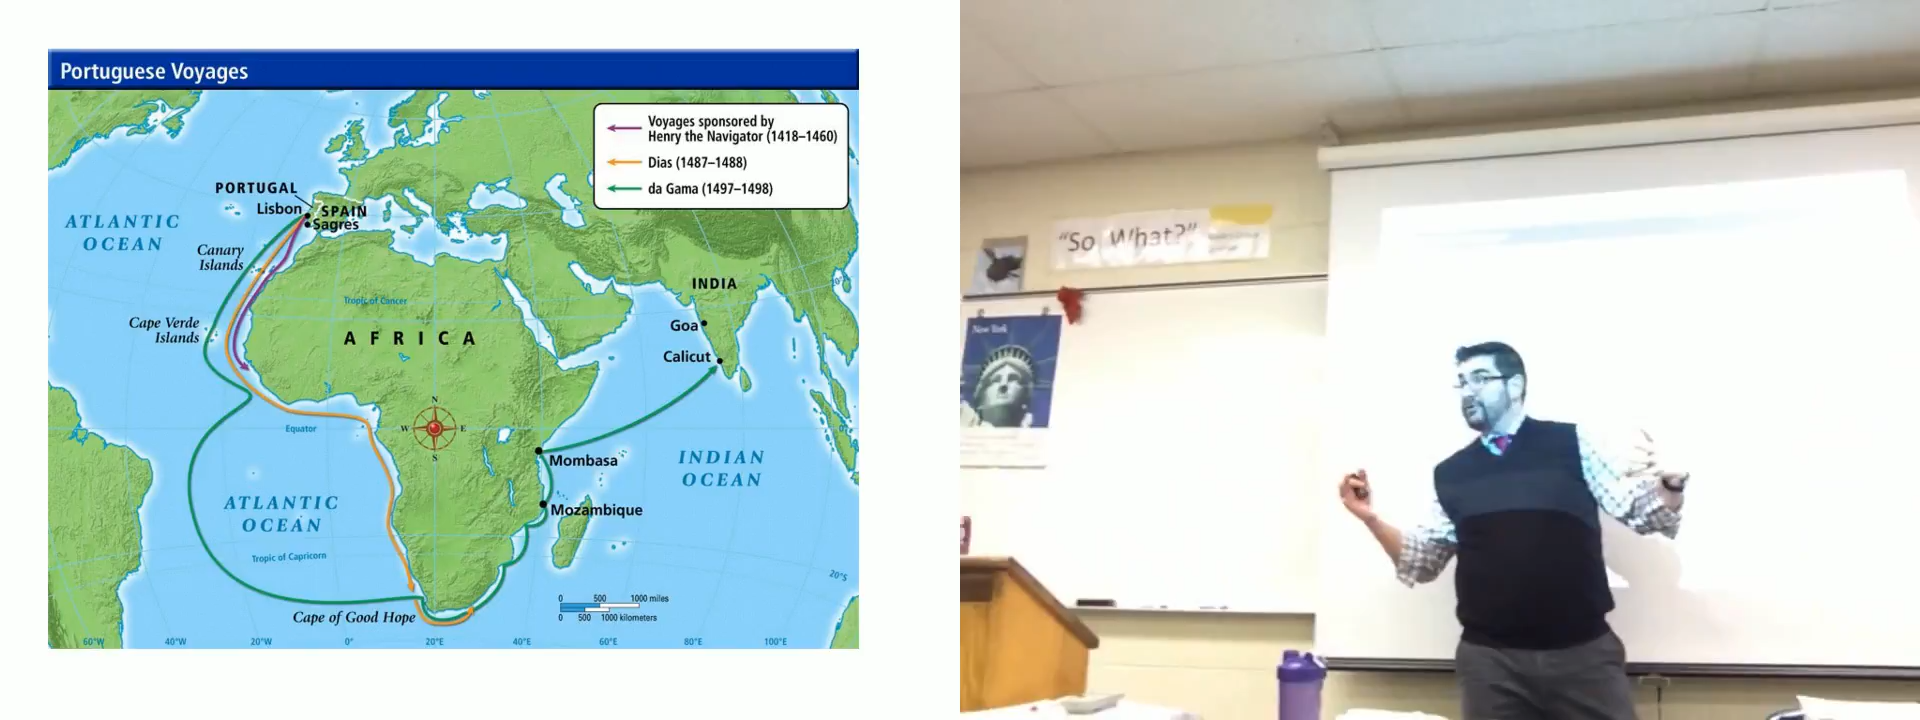 Portuguese Voyages
Voyages sponsored by
Henry the Navigator (1418–1460)
Dias (1487–1488)
da Gama (1497–1498)
PORTUGAL
Lisbon
SPAIN
Sagres
ATLANTIC
OCEAN
Canary
Islands
Tropic of Cancer
INDIA
Goa
Cape Verde
Islands
AFRICA
Calicut
N
W
E
S
Equator
Mombasa
INDIAN
OCEAN
ATLANTIC
OCEAN
Mozambique
Tropic of Capricorn
20°S
0 500 1000 miles
0 500 1000 kilometers
Cape of Good Hope
60°W 40°W 20°W 0° 20°E 40°E 60°E 80°E 100°E
"So What?"
New York